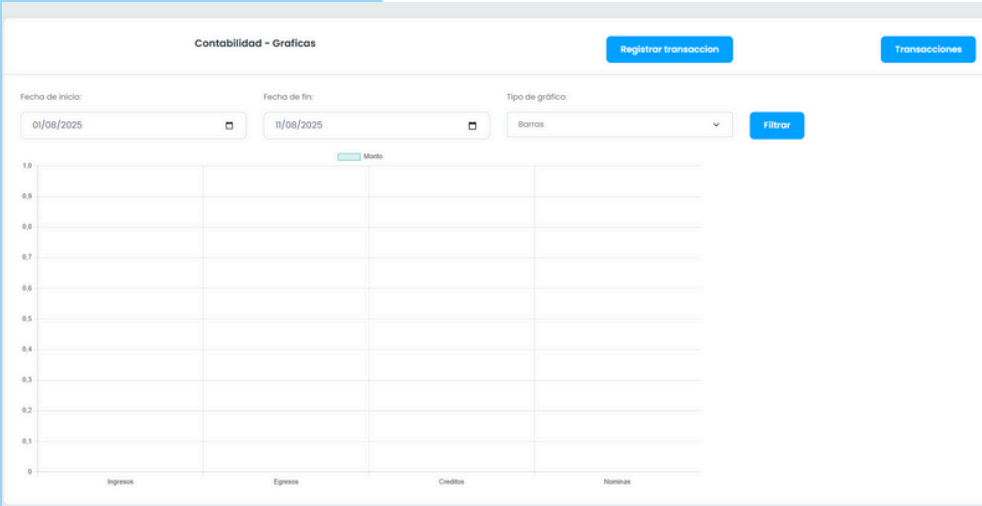 Contabilidad - Graficas
Registrar transaccion
Transacciones
Fecha de inicio:
Fecha de fin:
Tipo de gráfico:
01/08/2025
11/08/2025
Barras
Filtrar
Monto
1,0
0,9
0,8
0,7
0,6
0,5
0,4
0,3
0,2
0,1
0
Ingresos
Egresos
Creditos
Nominas